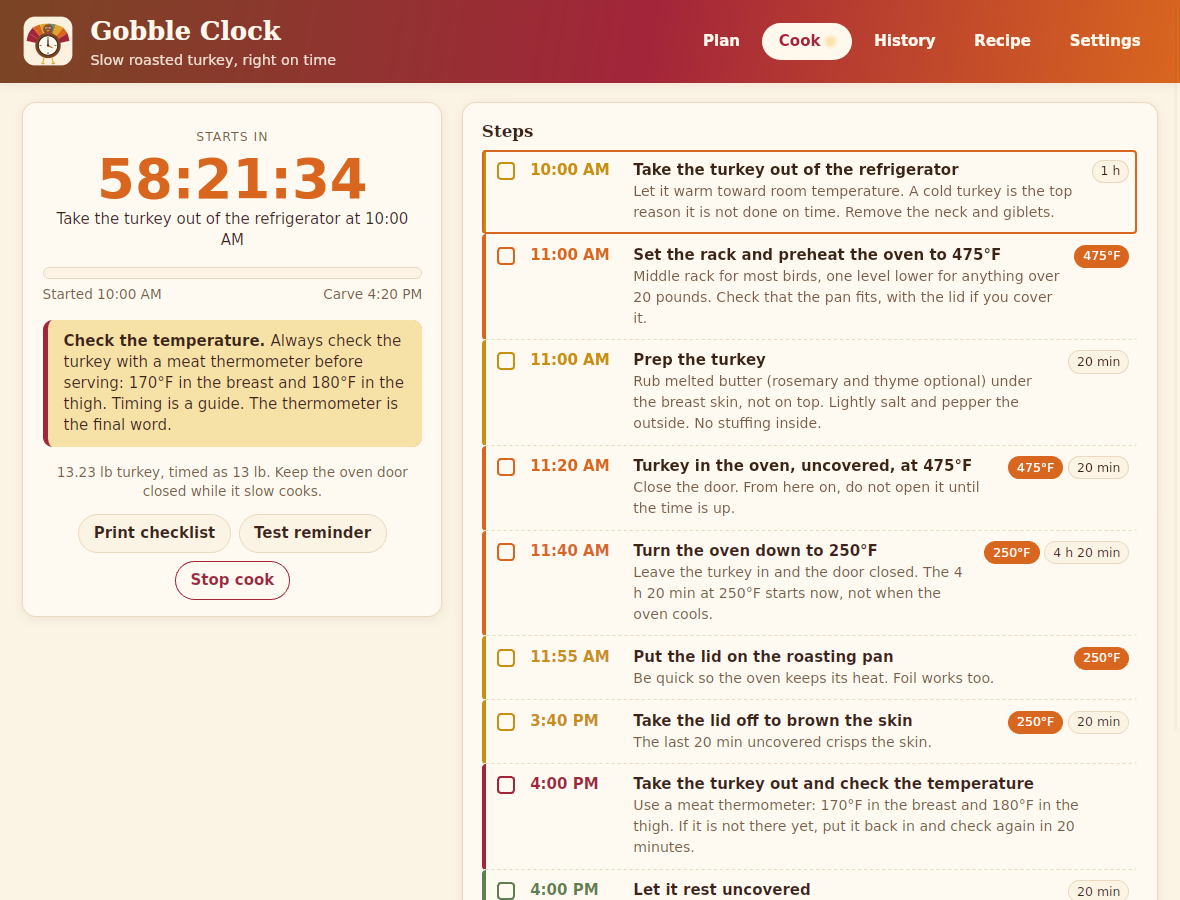 Gobble Clock
Slow roasted turkey, right on time
Plan
Cook
History
Recipe
Settings
STARTS IN
58:21:34
Take the turkey out of the refrigerator at 10:00
AM
Started 10:00 AM
Carve 4:20 PM
Check the temperature. Always check the
turkey with a meat thermometer before
serving: 170°F in the breast and 180°F in the
thigh. Timing is a guide. The thermometer is
the final word.
13.23 lb turkey, timed as 13 lb. Keep the oven door
closed while it slow cooks.
Print checklist
Test reminder
Stop cook
Steps
10:00 AM
Take the turkey out of the refrigerator
1 h
Let it warm toward room temperature. A cold turkey is the top
reason it is not done on time. Remove the neck and giblets.
11:00 AM
Set the rack and preheat the oven to 475°F
475°F
Middle rack for most birds, one level lower for anything over
20 pounds. Check that the pan fits, with the lid if you cover
it.
11:00 AM
Prep the turkey
20 min
Rub melted butter (rosemary and thyme optional) under
the breast skin, not on top. Lightly salt and pepper the
outside. No stuffing inside.
11:20 AM
Turkey in the oven, uncovered, at 475°F
475°F
20 min
Close the door. From here on, do not open it until
the time is up.
11:40 AM
Turn the oven down to 250°F
250°F
4 h 20 min
Leave the turkey in and the door closed. The 4
h 20 min at 250°F starts now, not when the
oven cools.
11:55 AM
Put the lid on the roasting pan
250°F
Be quick so the oven keeps its heat. Foil works too.
3:40 PM
Take the lid off to brown the skin
250°F
20 min
The last 20 min uncovered crisps the skin.
4:00 PM
Take the turkey out and check the temperature
Use a meat thermometer: 170°F in the breast and 180°F in the
thigh. If it is not there yet, put it back in and check again in 20
minutes.
4:00 PM
Let it rest uncovered
20 min